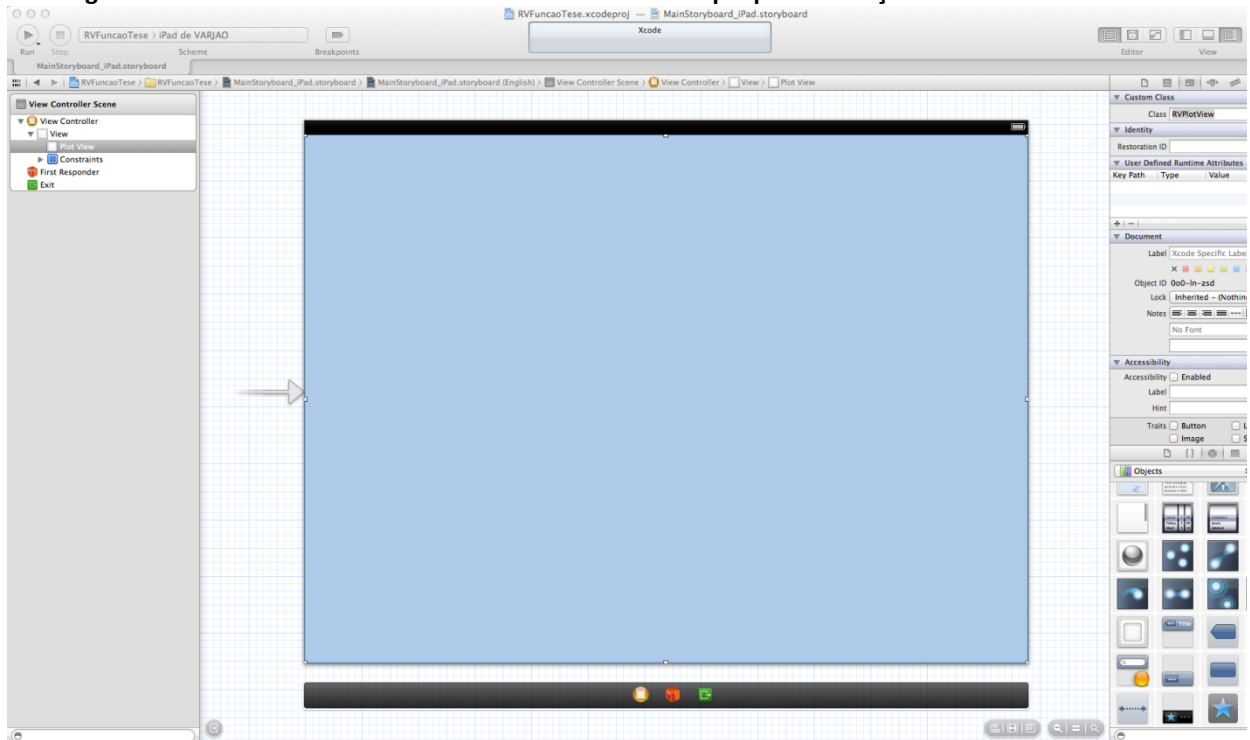 RVFuncaoTese.xcodeproj — MainStoryboard_iPad.storyboard
RVFuncaoTese 〉 iPad de VARJAO
Xcode
Run
Stop
Scheme
Breakpoints
Editor
View
MainStoryboard_iPad.storyboard
RVFuncaoTese 〉 RVFuncaoTese 〉 MainStoryboard_iPad.storyboard 〉 MainStoryboard_iPad.storyboard (English) 〉 View Controller Scene 〉 View Controller 〉 View 〉 Plot View
View Controller Scene
View Controller
View
Plot View
Constraints
First Responder
Exit
Custom Class
Class RVPlotView
Identity
Restoration ID
User Defined Runtime Attributes
Key Path Type Value
Document
Label Xcode Specific Label
Object ID 0o0-ln-zsd
Lock Inherited - (Nothing
Notes
No Font
Accessibility
Accessibility Enabled
Label
Hint
Traits Button L
Image S
Objects
Title